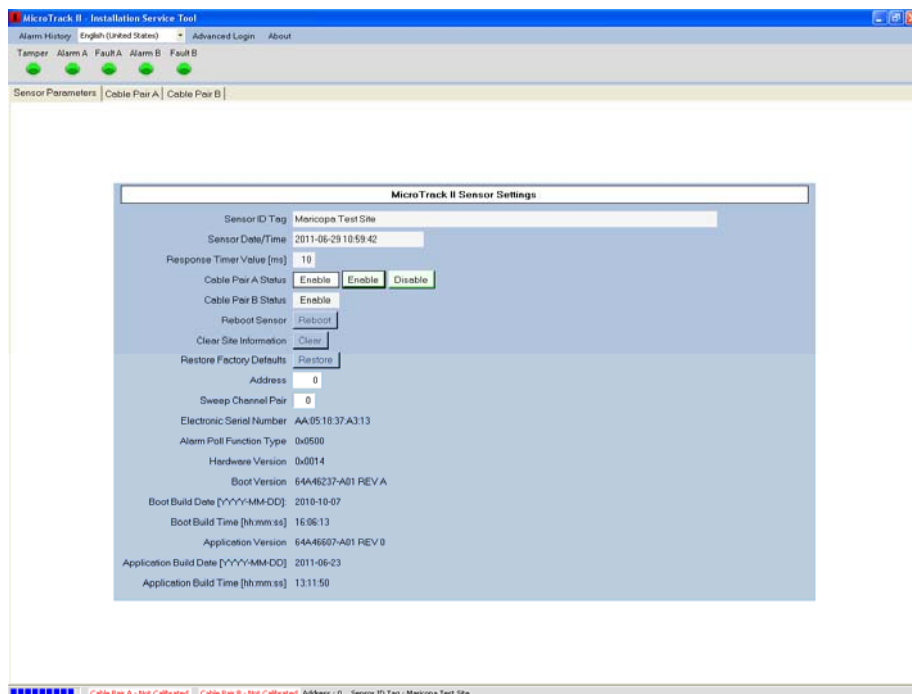 MicroTrack II - Installation Service Tool
Alarm History English (United States) Advanced Login About
Tamper Alarm A Fault A Alarm B Fault B
Sensor Parameters Cable Pair A Cable Pair B
MicroTrack II Sensor Settings
Sensor ID Tag Maricopa Test Site
Sensor Date/Time 2011-06-29 10:59:42
Response Timer Value [ms] 10
Cable Pair A Status Enable Enable Disable
Cable Pair B Status Enable
Reboot Sensor Reboot
Clear Site Information Clear
Restore Factory Defaults Restore
Address 0
Sweep Channel Pair 0
Electronic Serial Number AA:05:18:37:A3:13
Alarm Poll Function Type 0x0500
Hardware Version 0x0014
Boot Version 64A46237-A01 REV A
Boot Build Date [YYYY-MM-DD]: 2010-10-07
Boot Build Time [hh:mm:ss] 16:06:13
Application Version 64A46607-A01 REV 0
Application Build Date [YYYY-MM-DD] 2011-06-23
Application Build Time [hh:mm:ss] 13:11:50
Cable Pair A - Not Calibrated Cable Pair B - Not Calibrated Address - 0 Sensor ID Tag - Maricopa Test Site